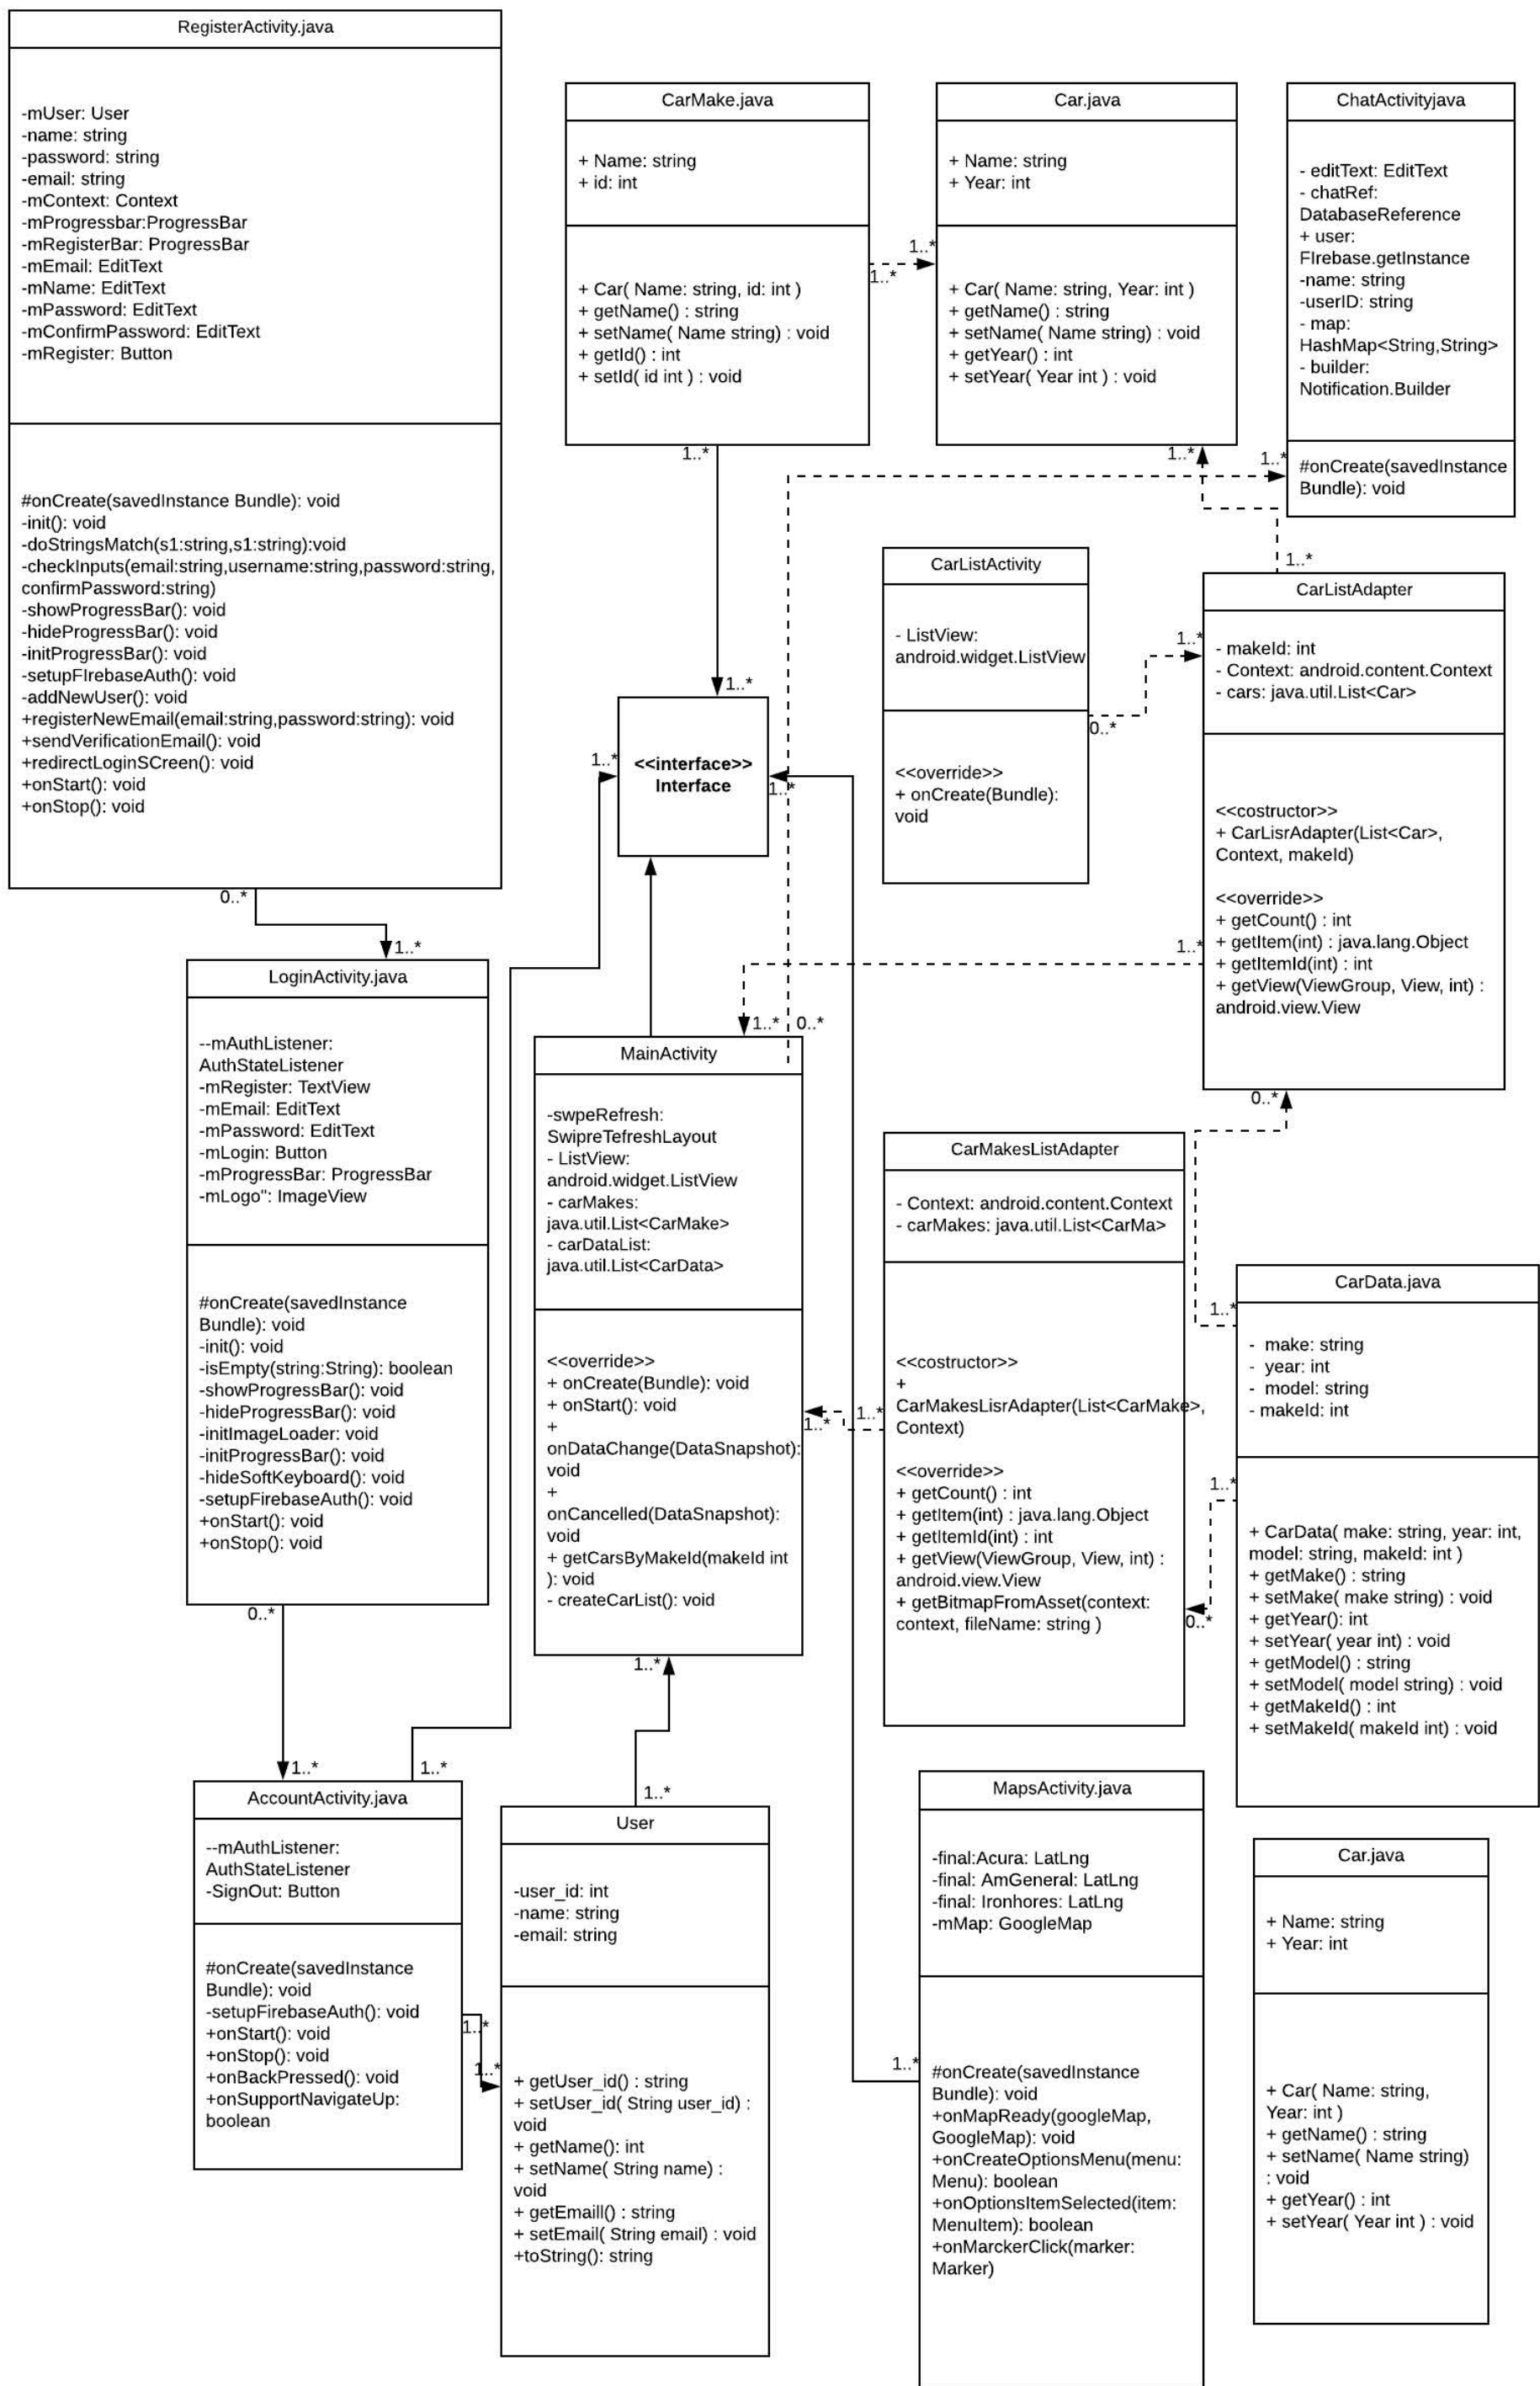 RegisterActivity.java
-mUser: User
-name: string
-password: string
-email: string
-mContext: Context
-mProgressbar:ProgressBar
-mRegisterBar: ProgressBar
-mEmail: EditText
-mName: EditText
-mPassword: EditText
-mConfirmPassword: EditText
-mRegister: Button
#onCreate(savedInstance Bundle): void
-init(): void
-doStringsMatch(s1:string,s1:string):void
-checkInputs(email:string,username:string,password:string,
confirmPassword:string)
-showProgressBar(): void
-hideProgressBar(): void
-initProgressBar(): void
-setupFIrebaseAuth(): void
-addNewUser(): void
+registerNewEmail(email:string,password:string): void
+sendVerificationEmail(): void
+redirectLoginSCreen(): void
+onStart(): void
+onStop(): void
0..*
1..*
CarMake.java
+ Name: string
+ id: int
+ Car( Name: string, id: int )
+ getName() : string
+ setName( Name string) : void
+ getId() : int
+ setId( id int ) : void
1..*
1..*
1..*
1..*
Car.java
+ Name: string
+ Year: int
+ Car( Name: string, Year: int )
+ getName() : string
+ setName( Name string) : void
+ getYear() : int
+ setYear( Year int ) : void
1..*
1..*
ChatActivityjava
- editText: EditText
- chatRef:
DatabaseReference
+ user:
FIrebase.getInstance
-name: string
-userID: string
- map:
HashMap<String,String>
- builder:
Notification.Builder
#onCreate(savedInstance
Bundle): void
1..*
CarListActivity
- ListView:
android.widget.ListView
<<override>>
+ onCreate(Bundle):
void
0..*
1..*
CarListAdapter
- makeId: int
- Context: android.content.Context
- cars: java.util.List<Car>
<<costructor>>
+ CarLisrAdapter(List<Car>,
Context, makeId)
<<override>>
+ getCount() : int
+ getItem(int) : java.lang.Object
+ getItemId(int) : int
+ getView(ViewGroup, View, int) :
android.view.View
1..*
0..*
<<interface>>
Interface
1..*
1..*
LoginActivity.java
--mAuthListener:
AuthStateListener
-mRegister: TextView
-mEmail: EditText
-mPassword: EditText
-mLogin: Button
-mProgressBar: ProgressBar
-mLogo": ImageView
#onCreate(savedInstance
Bundle): void
-init(): void
-isEmpty(string:String): boolean
-showProgressBar(): void
-hideProgressBar(): void
-initImageLoader: void
-initProgressBar(): void
-hideSoftKeyboard(): void
-setupFirebaseAuth(): void
+onStart(): void
+onStop(): void
0..*
1..*
1..*
1..*
0..*
MainActivity
-swpeRefresh:
SwipreTefreshLayout
- ListView:
android.widget.ListView
- carMakes:
java.util.List<CarMake>
- carDataList:
java.util.List<CarData>
<<override>>
+ onCreate(Bundle): void
+ onStart(): void
+
onDataChange(DataSnapshot):
void
+
onCancelled(DataSnapshot):
void
+ getCarsByMakeId(makeId int
): void
- createCarList(): void
1..*
1..*
1..*
1..*
CarMakesListAdapter
- Context: android.content.Context
- carMakes: java.util.List<CarMa>
<<costructor>>
+
CarMakesLisrAdapter(List<CarMake>,
Context)
<<override>>
+ getCount() : int
+ getItem(int) : java.lang.Object
+ getItemId(int) : int
+ getView(ViewGroup, View, int) :
android.view.View
+ getBitmapFromAsset(context:
context, fileName: string )
0..*
1..*
1..*
CarData.java
- make: string
- year: int
- model: string
- makeId: int
+ CarData( make: string, year: int,
model: string, makeId: int )
+ getMake() : string
+ setMake( make string) : void
+ getYear(): int
+ setYear( year int) : void
+ getModel() : string
+ setModel( model string) : void
+ getMakeId() : int
+ setMakeId( makeId int) : void
AccountActivity.java
--mAuthListener:
AuthStateListener
-SignOut: Button
#onCreate(savedInstance
Bundle): void
-setupFirebaseAuth(): void
+onStart(): void
+onStop(): void
+onBackPressed(): void
+onSupportNavigateUp:
boolean
1..*
1..*
User
-user_id: int
-name: string
-email: string
+ getUser_id() : string
+ setUser_id( String user_id) :
void
+ getName(): int
+ setName( String name) :
void
+ getEmaill() : string
+ setEmail( String email) : void
+toString(): string
1..*
MapsActivity.java
-final:Acura: LatLng
-final: AmGeneral: LatLng
-final: Ironhores: LatLng
-mMap: GoogleMap
#onCreate(savedInstance
Bundle): void
+onMapReady(googleMap,
GoogleMap): void
+onCreateOptionsMenu(menu:
Menu): boolean
+onOptionsItemSelected(item:
MenuItem): boolean
+onMarckerClick(marker:
Marker)
Car.java
+ Name: string
+ Year: int
+ Car( Name: string,
Year: int )
+ getName() : string
+ setName( Name string)
: void
+ getYear() : int
+ setYear( Year int ) : void